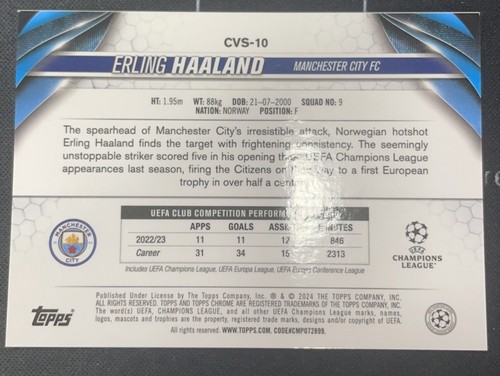 CVS-10
ERLING HAALAND MANCHESTER CITY FC
HT: 1.95m WT: 88kg DOB: 21-07-2000 SQUAD NO: 9
NATION: NORWAY POSITION: F
The spearhead of Manchester City's irresistible attack, Norwegian hotshot
Erling Haaland finds the target with frightening consistency. The seemingly
unstoppable striker scored five in his opening three UEFA Champions League
appearances last season, firing the Citizens on way to a first European
trophy in over half a
UEFA CLUB COMPETITION
APPS GOALS
2022/23 11 11 846
Career 31 34 2313
Includes UEFA Champions League, UEFA Europa League, UEFA Europa Conference League
MANCHESTER
CITY
UEFA
CHAMPIONS
LEAGUE
Topps
Published Under License by The Topps Company, Inc. ® & © 2024 THE TOPPS COMPANY, INC.
ALL RIGHTS RESERVED. TOPPS AND TOPPS CHROME ARE REGISTERED TRADEMARKS OF THE TOPPS COMPANY, INC.
The word(s) UEFA, CHAMPIONS LEAGUE, and all other UEFA Champions League marks, names,
logos, mascots and trophies are the property, registered trade marks, designs and/or copyright of UEFA.
All rights reserved. WWW.TOPPS.COM. CODE#CMP072899.